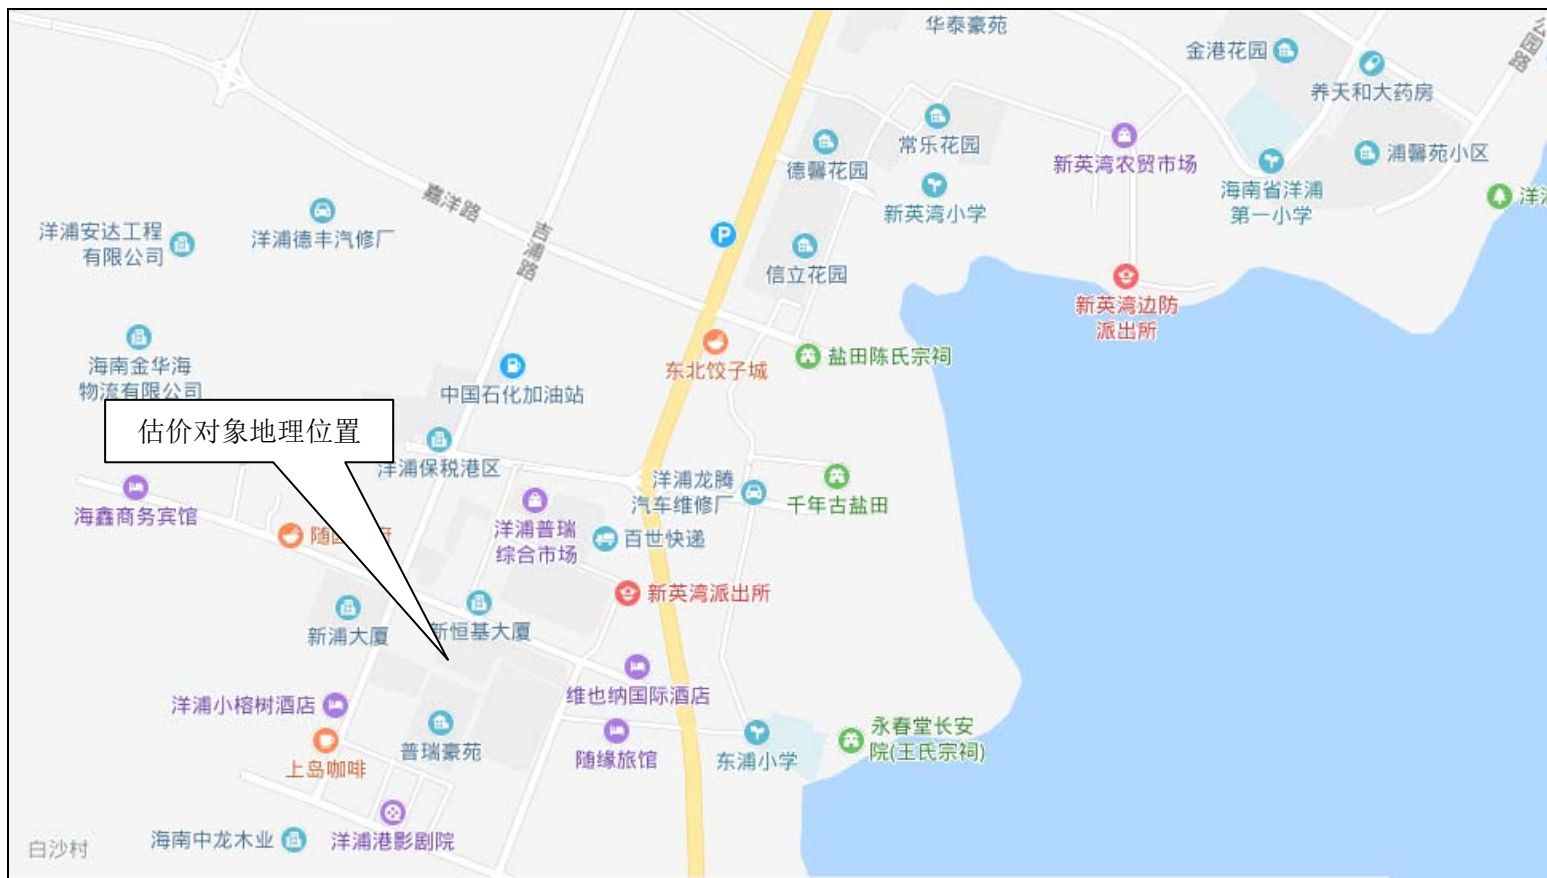 华泰豪苑
金港花园
公园路
养天和大药房
常乐花园
德馨花园
新英湾农贸市场
浦馨苑小区
海南省洋浦
第一小学
嘉洋路
吉浦路
新英湾小学
洋浦安达工程
有限公司
洋浦德丰汽修厂
P
信立花园
新英湾边防
派出所
海南金华海
物流有限公司
中国石化加油站
东北饺子城
盐田陈氏宗祠
估价对象地理位置
洋浦保税港区
海鑫商务宾馆
洋浦普瑞
综合市场
洋浦龙腾
汽车维修厂
千年古盐田
百世快递
新英湾派出所
新浦大厦
新恒基大厦
洋浦小榕树酒店
维也纳国际酒店
上岛咖啡
普瑞豪苑
随缘旅馆
东浦小学
永春堂长安
院(王氏宗祠)
白沙村
海南中龙木业
洋浦港影剧院